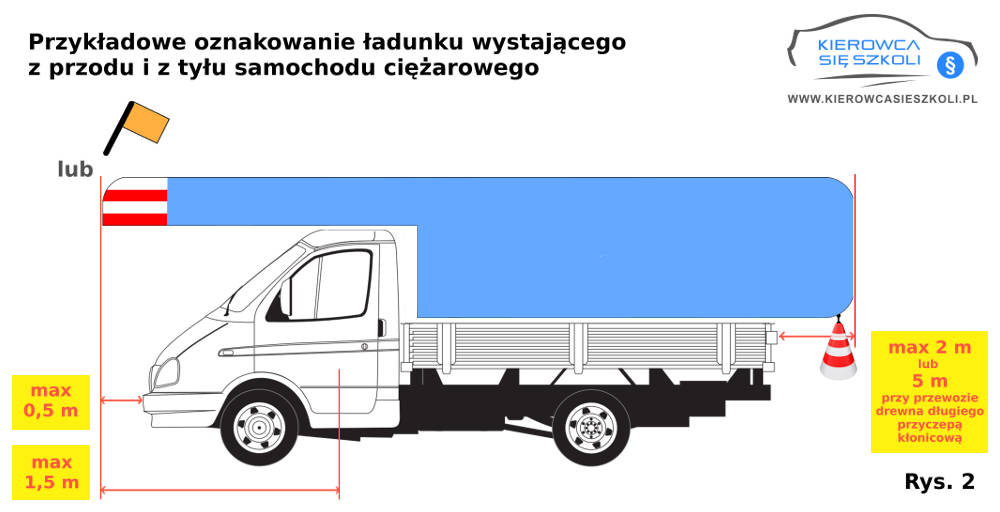 Przykładowe oznakowanie ładunku wystającego
z przodu i z tyłu samochodu ciężarowego
KIEROWCA
SIĘ SZKOLI
§
WWW.KIEROWCASIESZKOLI.PL
lub
max
0,5 m
max
1,5 m
max 2 m
lub
5 m
przy przewozie
drewna długiego
przyczepą
kłonicową
Rys. 2